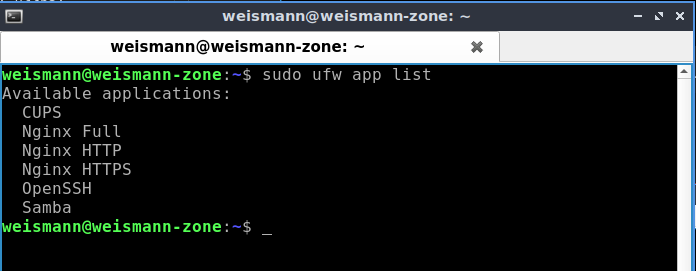 weismann@weismann-zone: ~
weismann@weismann-zone: ~
weismann@weismann-zone:~$ sudo ufw app list
Available applications:
  CUPS
  Nginx Full
  Nginx HTTP
  Nginx HTTPS
  OpenSSH
  Samba
weismann@weismann-zone:~$ _